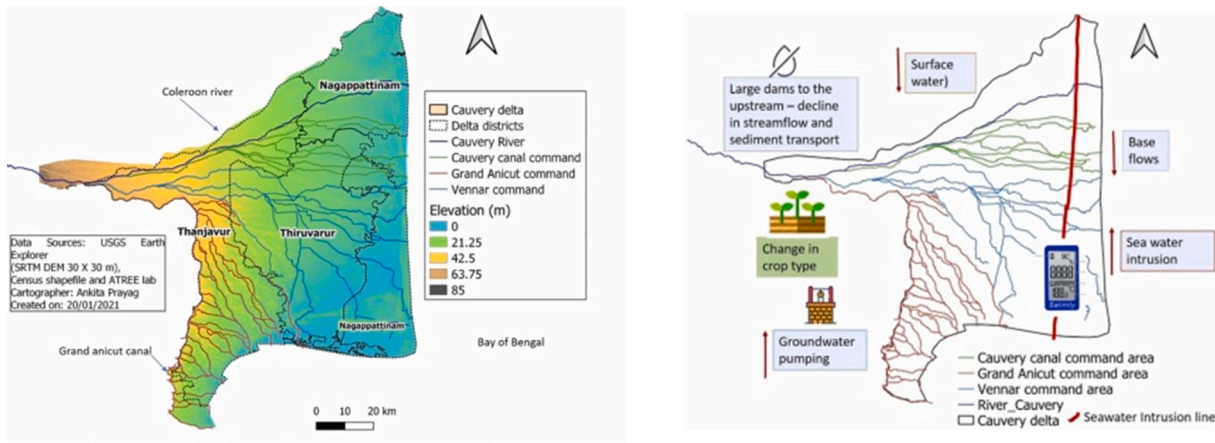 Coleroon river
Nagappattinam
Cauvery delta
Delta districts
Cauvery River
Cauvery canal command
Grand Anicut command
Vennar command
Elevation (m)
0
21.25
42.5
63.75
85
Thanjavur
Thiruvarur
Data Sources: USGS Earth
Explorer
(SRTM DEM 30 X 30 m),
Census shapefile and ATREE lab
Cartographer: Ankita Prayag
Created on: 20/01/2021
Nagappattinam
Grand anicut canal
Bay of Bengal
0 10 20 km
Large dams to the
upstream – decline
in streamflow and
sediment transport
Surface
water)
Base
flows
Change in
crop type
Sea water
intrusion
Salinity
Groundwater
pumping
Cauvery canal command area
Grand Anicut command area
Vennar command area
River_Cauvery
Cauvery delta
Seawater Intrusion line